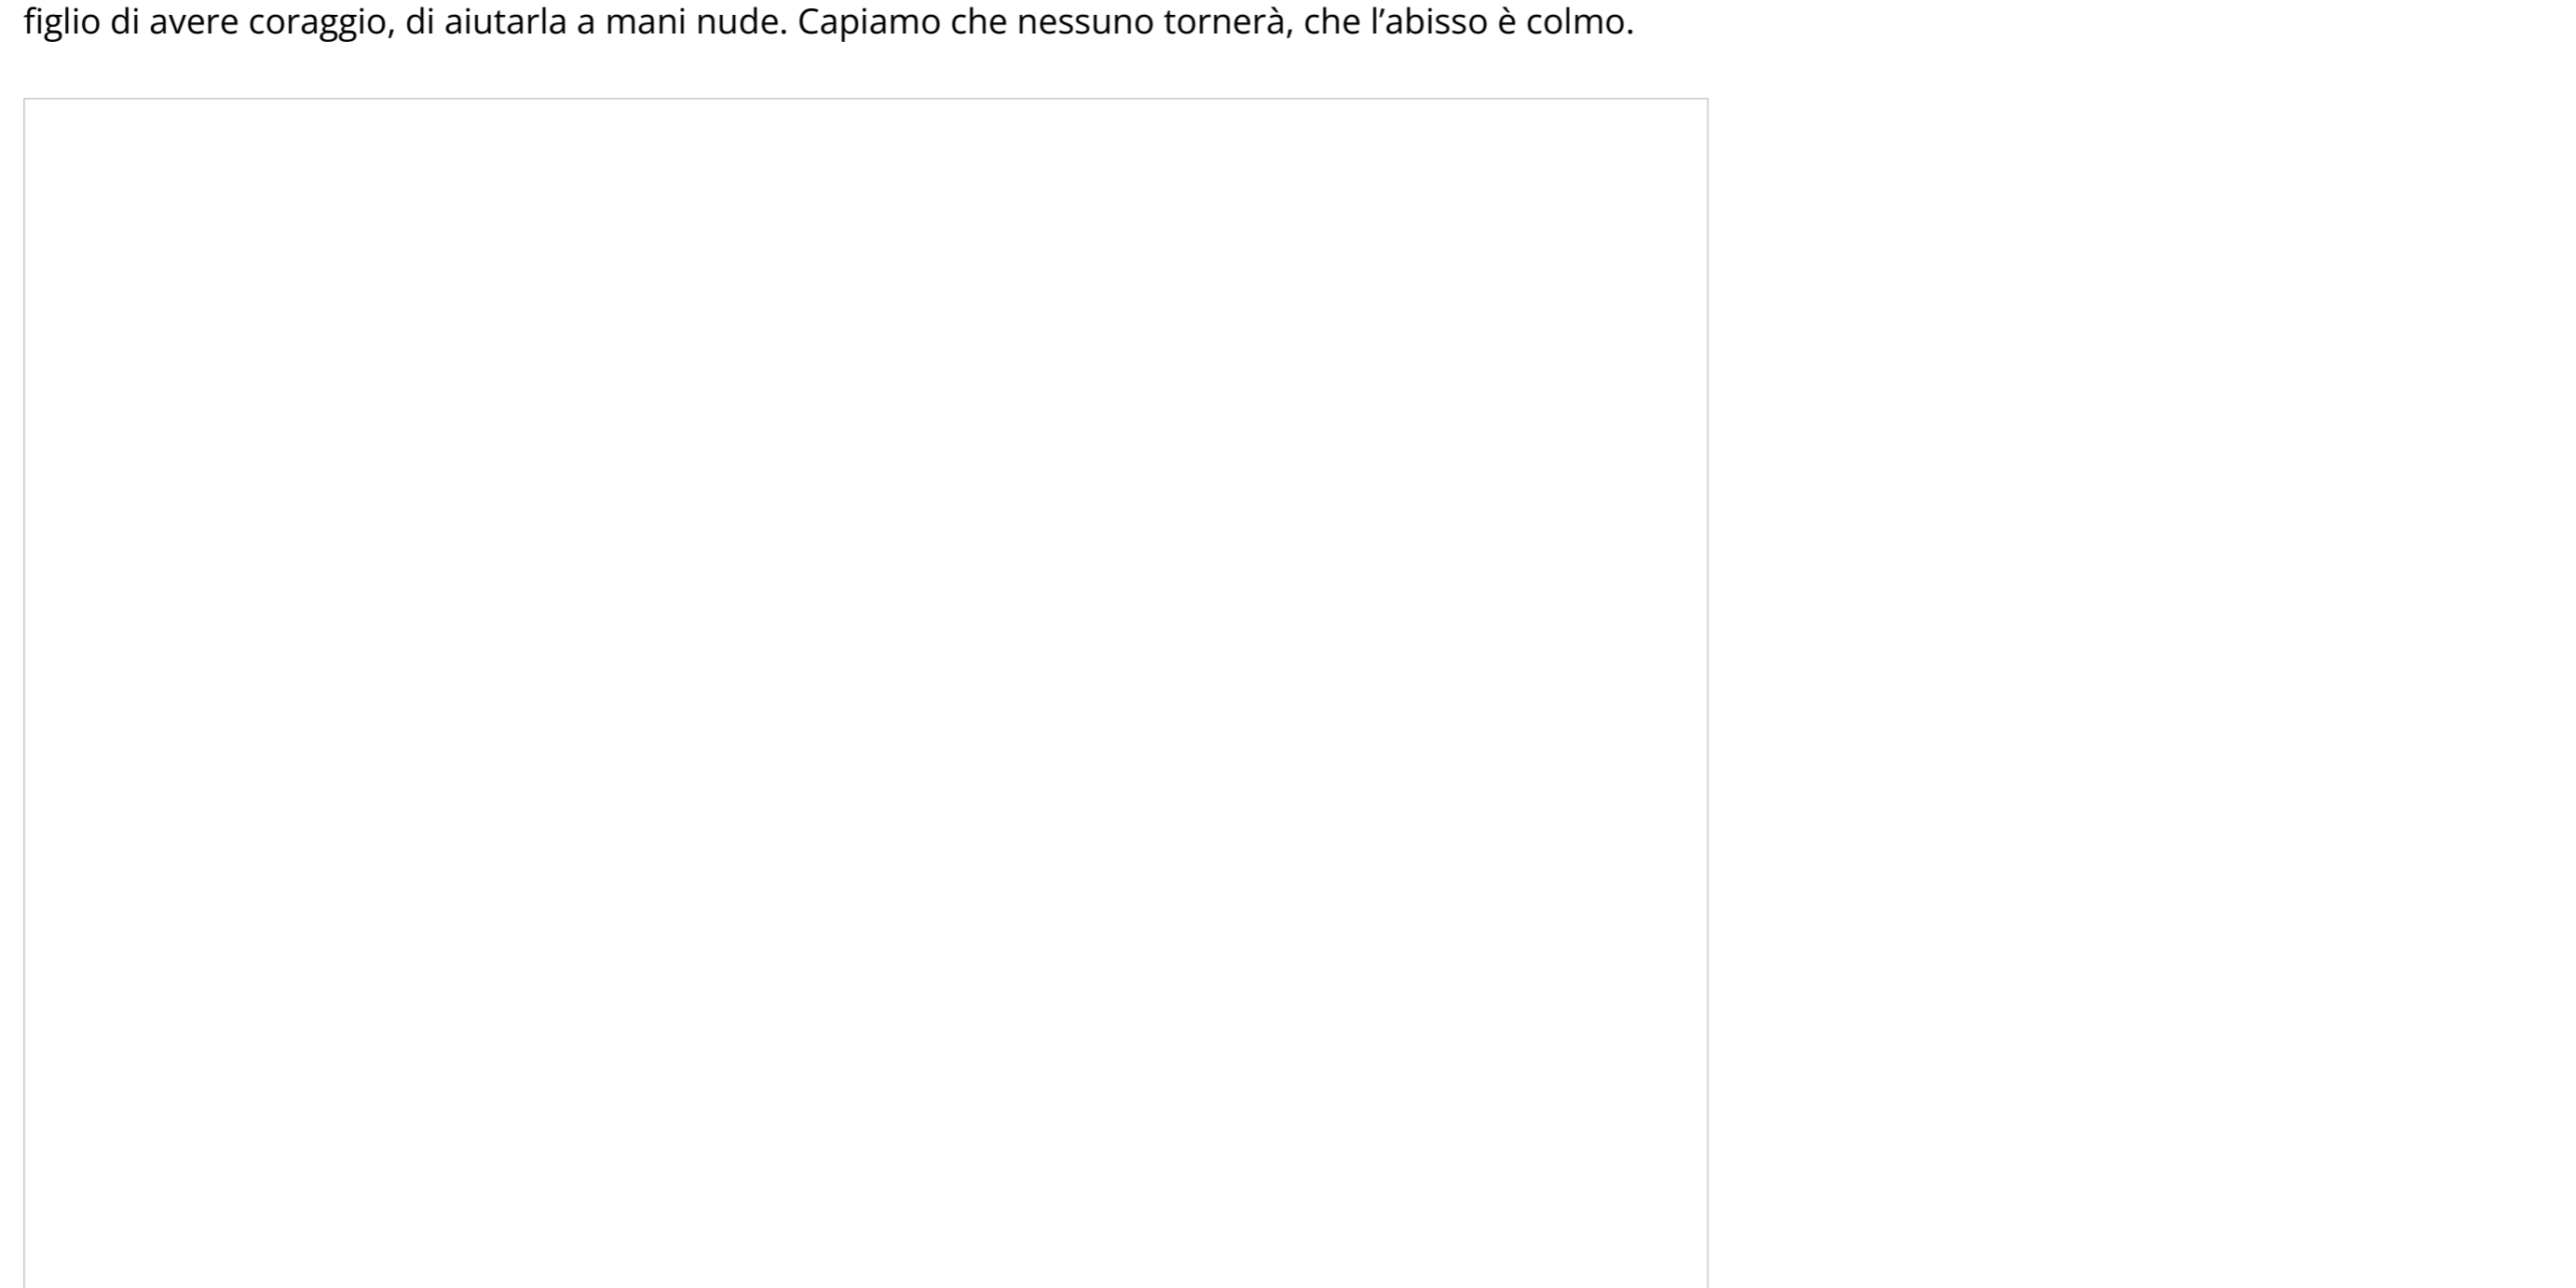 figlio di avere coraggio, di aiutarla a mani nude. Capiamo che nessuno tornerà, che l’abisso è colmo.